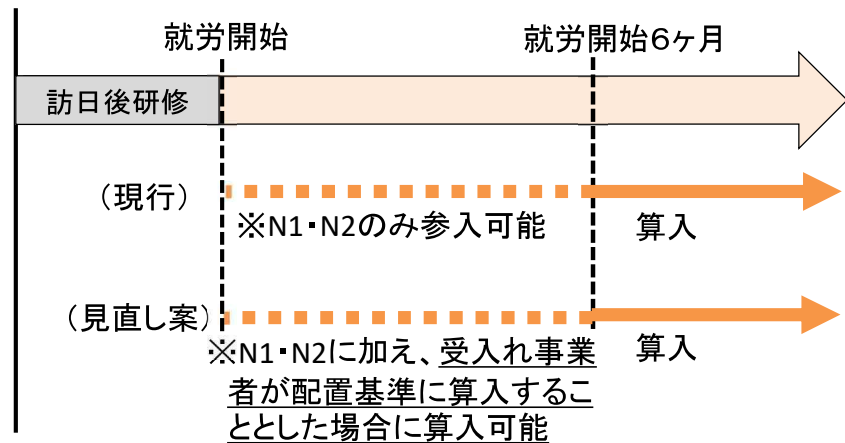 就労開始
就労開始6ヶ月
訪日後研修
(現行)
※N1・N2のみ参入可能
算入
(見直し案)
※N1・N2に加え、受入れ事業
者が配置基準に算入するこ
ととした場合に算入可能
算入